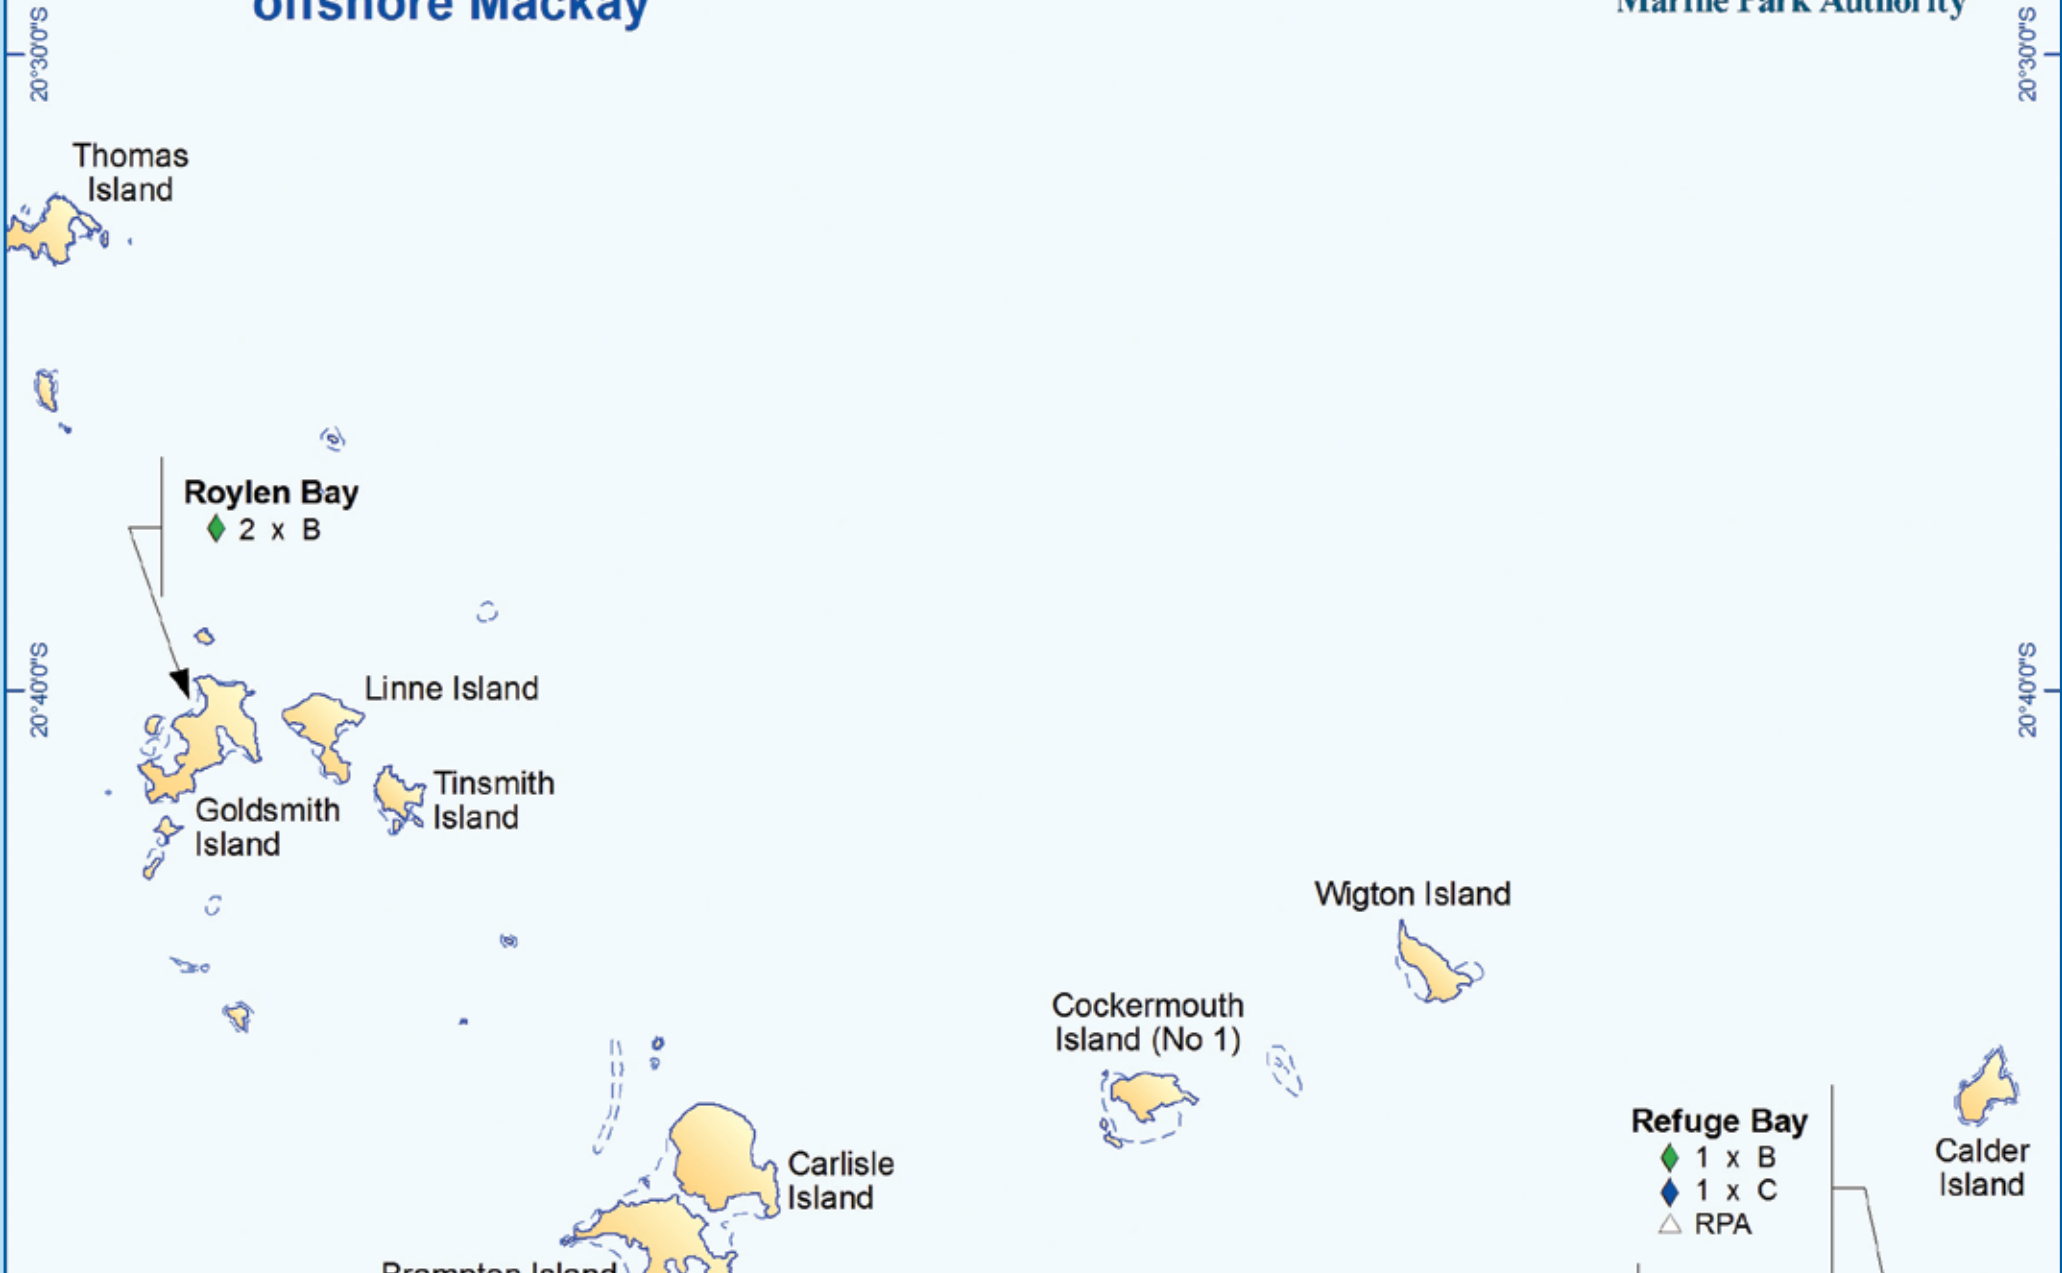 offshore Mackay
Marine Park Authority
20°30'0"S
20°30'0"S
Thomas
Island
Roylen Bay
2 x B
20°40'0"S
20°40'0"S
Linne Island
Tinsmith
Island
Goldsmith
Island
Wigton Island
Cockermouth
Island (No 1)
Refuge Bay
1 x B
1 x C
RPA
Calder
Island
Carlisle
Island
Brampton Island